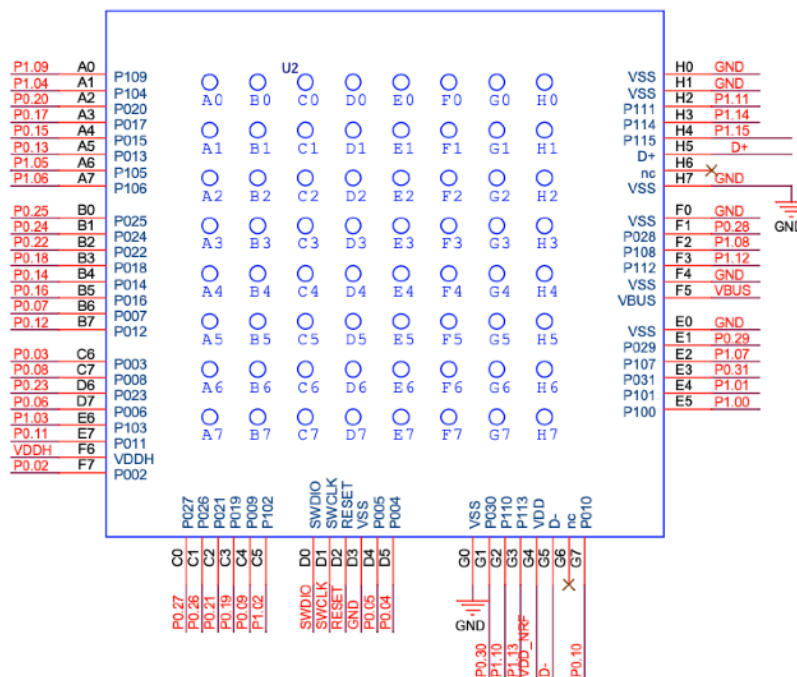 U2
P1.09 A0 P109
P1.04 A1 P104
P0.20 A2 P020
P0.17 A3 P017
P0.15 A4 P015
P0.13 A5 P013
P1.05 A6 P105
P1.06 A7 P106
P0.25 B0 P025
P0.24 B1 P024
P0.22 B2 P022
P0.18 B3 P018
P0.14 B4 P014
P0.16 B5 P016
P0.07 B6 P007
P0.12 B7 P012
P0.03 C6 P003
P0.08 C7 P008
P0.23 D6 P023
P0.06 D7 P006
P1.03 E6 P103
P0.11 E7 P011
VDDH F6 VDDH
P0.02 F7 P002
A0 B0 C0 D0 E0 F0 G0 H0
A1 B1 C1 D1 E1 F1 G1 H1
A2 B2 C2 D2 E2 F2 G2 H2
A3 B3 C3 D3 E3 F3 G3 H3
A4 B4 C4 D4 E4 F4 G4 H4
A5 B5 C5 D5 E5 F5 G5 H5
A6 B6 C6 D6 E6 F6 G6 H6
A7 B7 C7 D7 E7 F7 G7 H7
VSS H0 GND
VSS H1 GND
P111 H2 P1.11
P114 H3 P1.14
P115 H4 P1.15
D+ H5 D+
nc H6
VSS H7 GND
GND
VSS F0 GND
P028 F1 P0.28
P108 F2 P1.08
P112 F3 P1.12
VSS F4 GND
VBUS F5 VBUS
VSS E0 GND
P029 E1 P0.29
P107 E2 P1.07
P031 E3 P0.31
P101 E4 P1.01
P100 E5 P1.00
P027 P026 P021 P019 P009 P102
C0 C1 C2 C3 C4 C5
P0.27 P0.26 P0.21 P0.19 P0.09 P1.02
SWDIO SWCLK RESET VSS P005 P004
D0 D1 D2 D3 D4 D5
SWDIO SWCLK RESET GND P0.05 P0.04
VSS P030 P110 P113 VDD D- nc P010
G0 G1 G2 G3 G4 G5 G6 G7
GND
P0.30 P1.10 P1.13 VDD_NRF D- P0.10